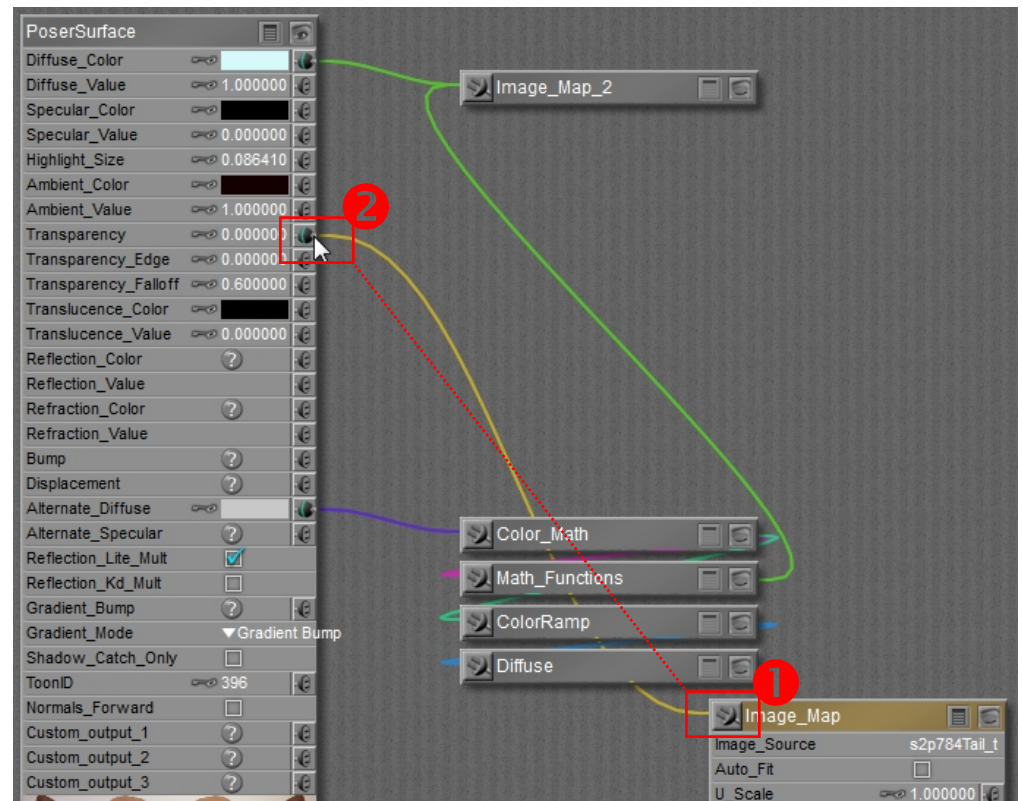 PoserSurface
Diffuse_Color
Diffuse_Value 1.000000
Specular_Color
Specular_Value 0.000000
Highlight_Size 0.086410
Ambient_Color
Ambient_Value 1.000000
Transparency 0.000000
Transparency_Edge 0.000000
Transparency_Falloff 0.600000
Translucence_Color
Translucence_Value 0.000000
Reflection_Color ?
Reflection_Value
Refraction_Color ?
Refraction_Value
Bump ?
Displacement ?
Alternate_Diffuse
Alternate_Specular ?
Reflection_Lite_Mult
Reflection_Kd_Mult
Gradient_Bump ?
Gradient_Mode Gradient Bump
Shadow_Catch_Only
ToonID 396
Normals_Forward
Custom_output_1 ?
Custom_output_2 ?
Custom_output_3 ?
Image_Map_2
2
Color_Math
Math_Functions
ColorRamp
Diffuse
1
Image_Map
Image_Source s2p784Tail_t
Auto_Fit
U_Scale 1.000000